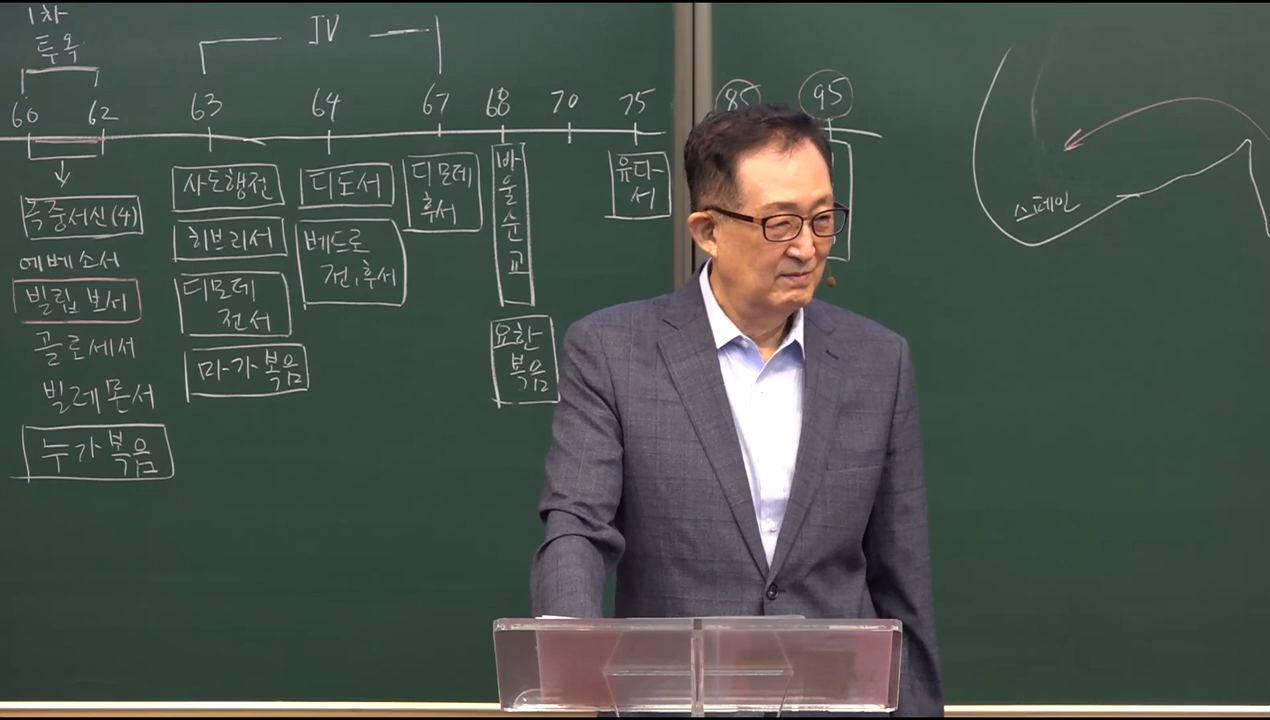 1차
투옥
IV
60
62
63
64
67
68
70
75
85
95
옥중서신(4)
에베소서
빌립보서
골로새서
빌레몬서
누가복음
사도행전
히브리서
디모데
전서
마가복음
디도서
베드로
전,후서
디모데
후서
바울순교
요한
복음
유다
서
스페인